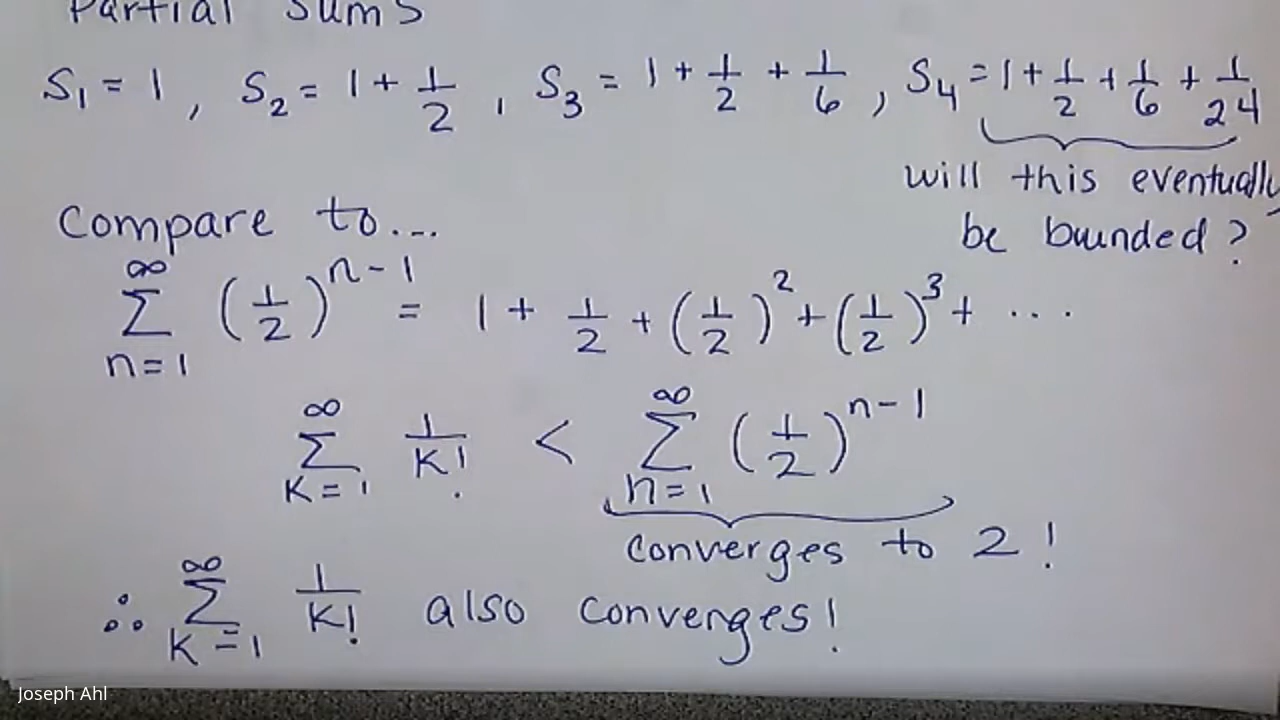 Partial Sums
S₁ = 1, S₂ = 1 + 1/2, S₃ = 1 + 1/2 + 1/6, S₄ = 1 + 1/2 + 1/6 + 1/24
will this eventually
be bounded?
Compare to...
∞ Σ n=1 (1/2)^(n-1) = 1 + 1/2 + (1/2)² + (1/2)³ + ...
∞ Σ K=1 1/K! < ∞ Σ n=1 (1/2)^(n-1)
converges to 2!
∴ ∞ Σ K=1 1/K! also converges!
Joseph Ahl